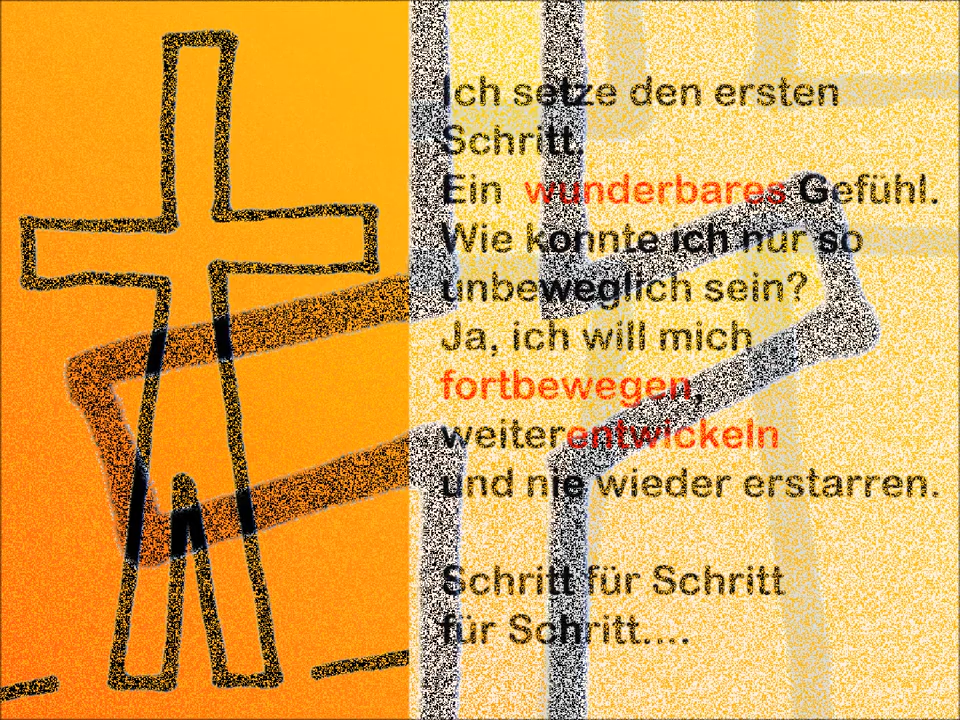 Ich setze den ersten
Schritt.
Ein wunderbares Gefühl.
Wie konnte ich nur so
unbeweglich sein?
Ja, ich will mich
fortbewegen,
weiterentwickeln
und nie wieder erstarren.
Schritt für Schritt
für Schritt....